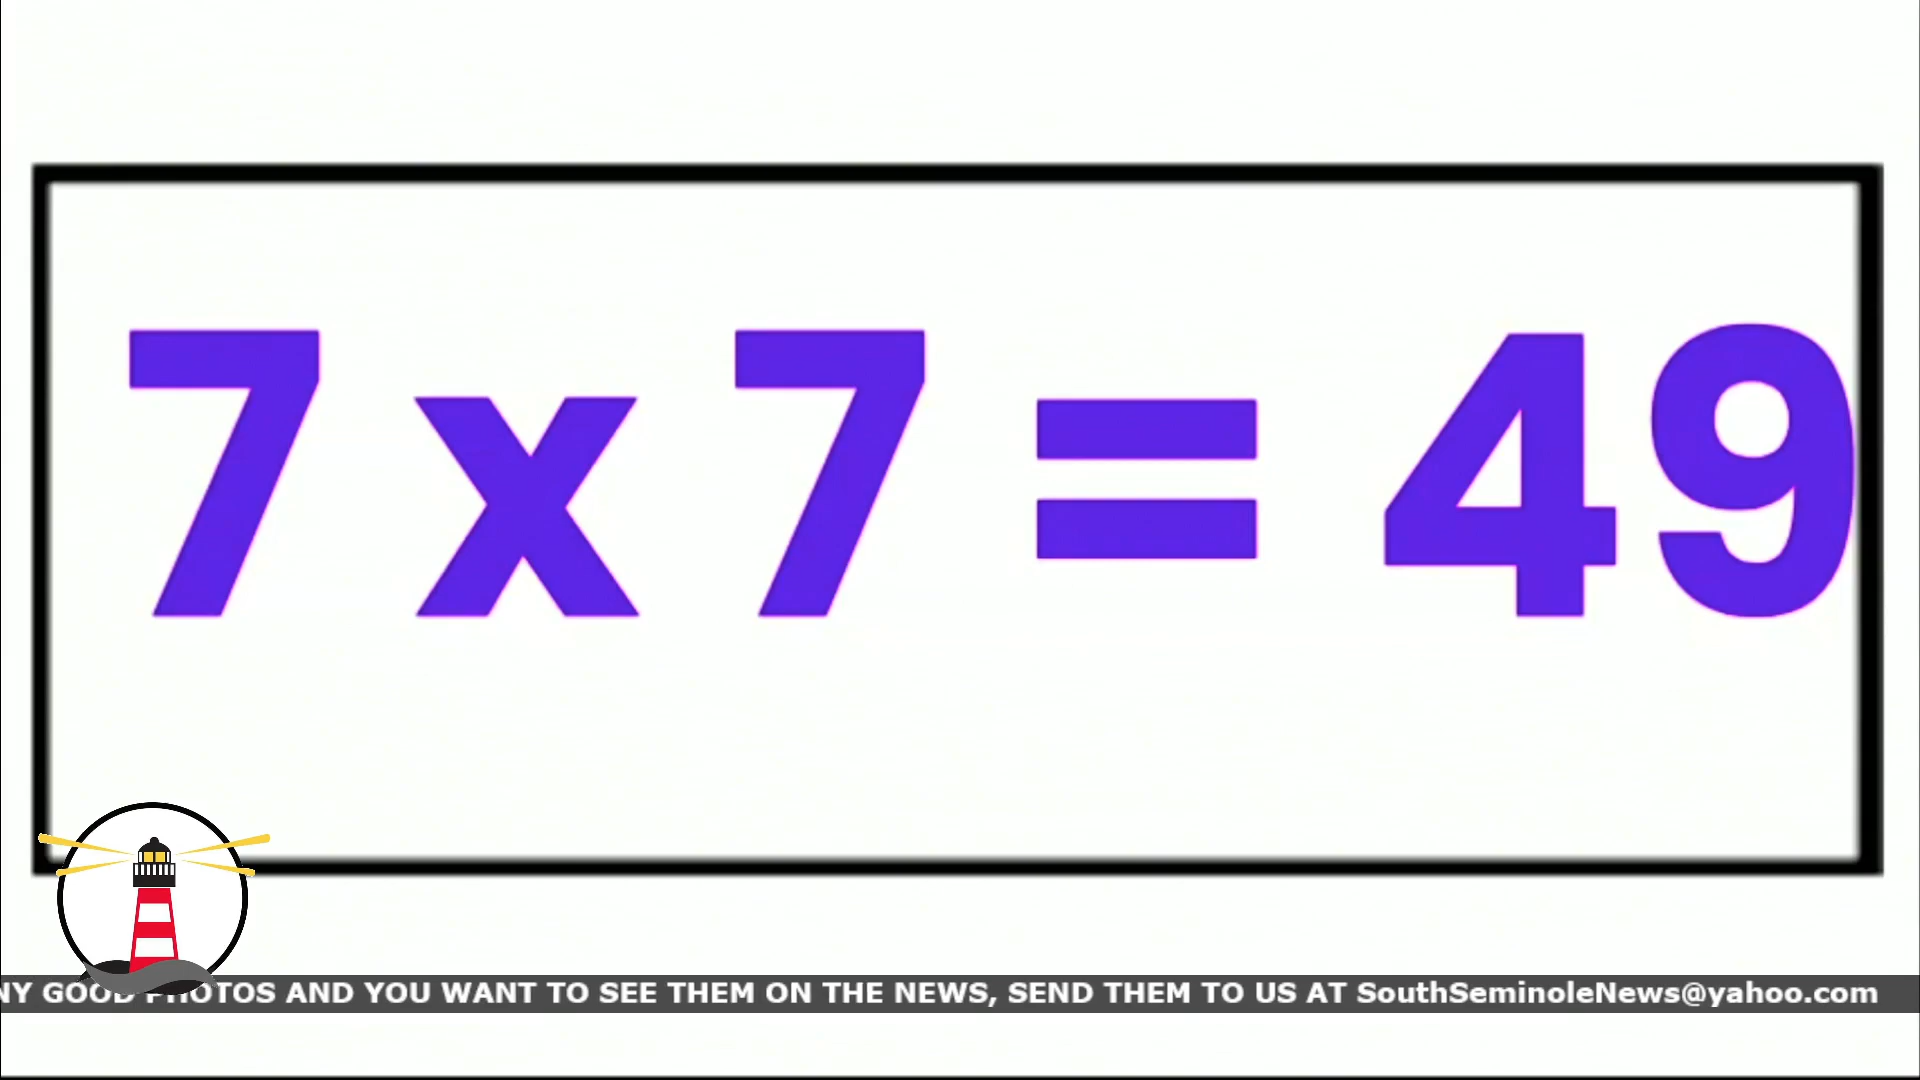 7 x 7 = 49
GOOD PHOTOS AND YOU WANT TO SEE THEM ON THE NEWS, SEND THEM TO US AT SouthSeminoleNews@yahoo.com